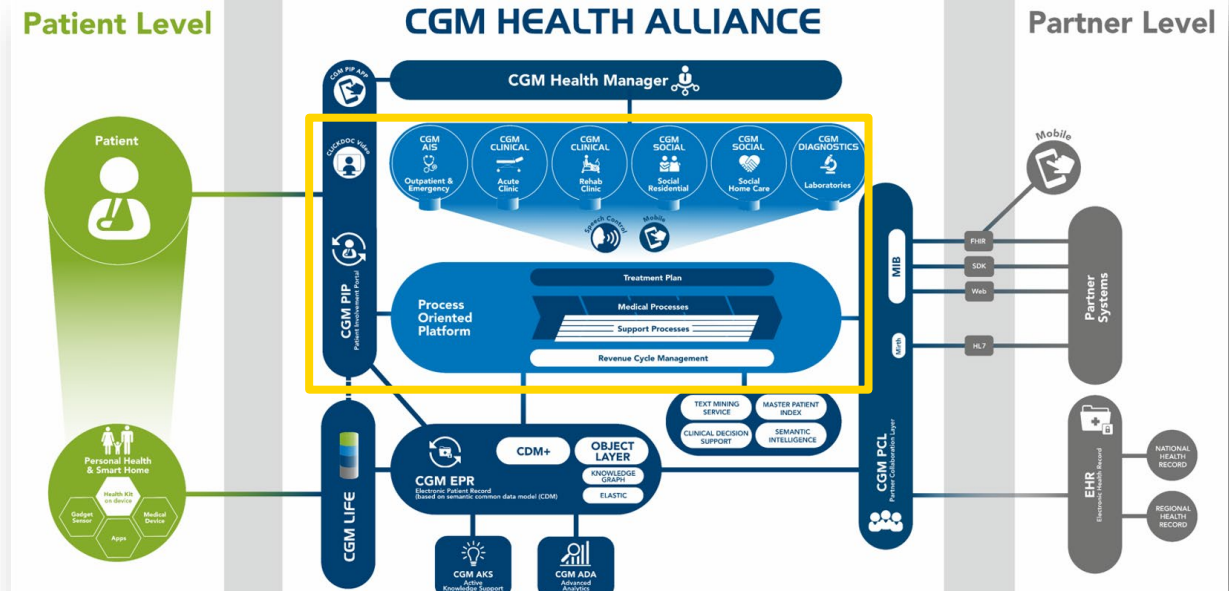 Patient Level
CGM HEALTH ALLIANCE
Partner Level
CGM PIP APP
CGM Health Manager
Patient
CLICKDOC Video
CGM
AIS
Outpatient &
Emergency
CGM
CLINICAL
Acute
Clinic
CGM
CLINICAL
Rehab
Clinic
CGM
SOCIAL
Social
Residential
CGM
SOCIAL
Social
Home Care
CGM
DIAGNOSTICS
Laboratories
Mobile
Speech Control
Mobile
CGM PIP
Patient Involvement Portal
Process
Oriented
Platform
Treatment Plan
Medical Processes
Support Processes
Revenue Cycle Management
MIB
Mirth
FHIR
SDK
Web
HL7
Partner
Systems
TEXT MINING
SERVICE
MASTER PATIENT
INDEX
CLINICAL DECISION
SUPPORT
SEMANTIC
INTELLIGENCE
CGM PCL
Partner Collaboration Layer
Personal Health
& Smart Home
Health Kit
on device
Gadget
Sensor
Medical
Device
Apps
CGM LIFE
CGM EPR
Electronic Patient Record
(based on semantic common data model (CDM)
CDM+
OBJECT
LAYER
KNOWLEDGE
GRAPH
ELASTIC
EHR
Electronic Health Record
NATIONAL
HEALTH
RECORD
REGIONAL
HEALTH
RECORD
CGM AKS
Active
Knowledge Support
CGM ADA
Advanced
Analytics